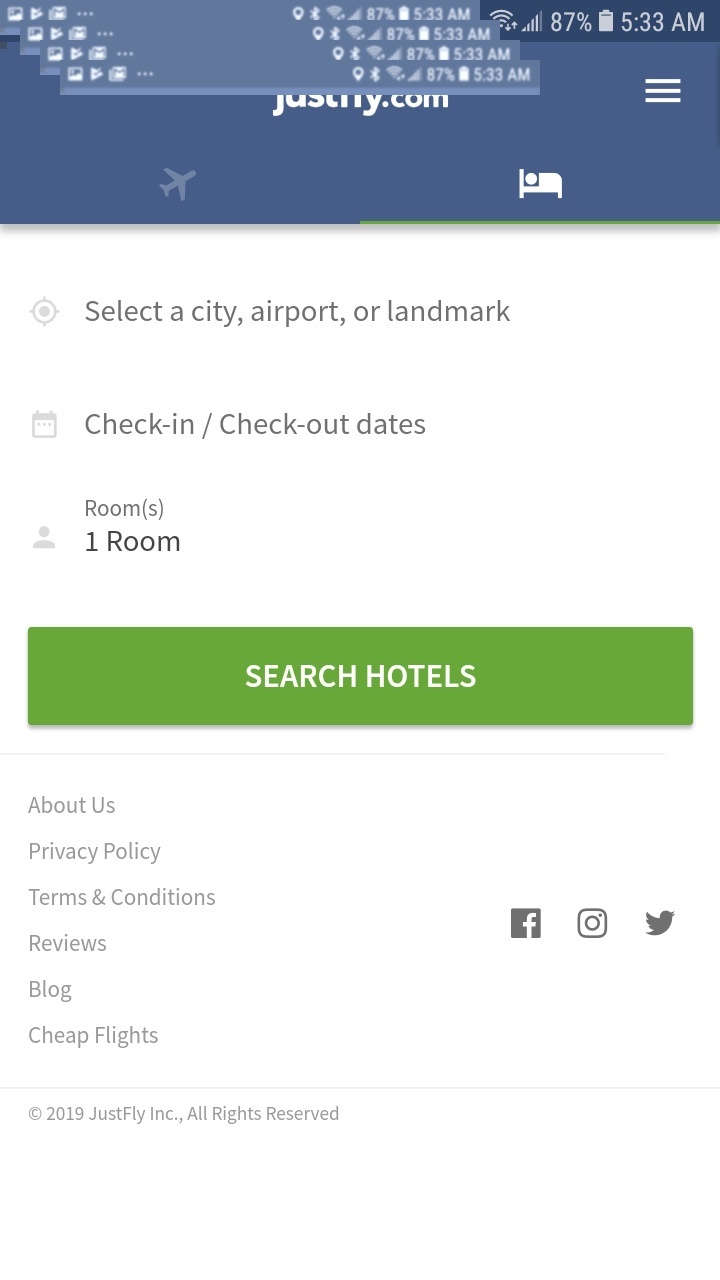 87% 5:33 AM
87% 5:33 AM
87% 5:33 AM
87% 5:33 AM
87% 5:33 AM
justfly.com
Select a city, airport, or landmark
Check-in / Check-out dates
Room(s)
1 Room
SEARCH HOTELS
About Us
Privacy Policy
Terms & Conditions
Reviews
Blog
Cheap Flights
© 2019 JustFly Inc., All Rights Reserved